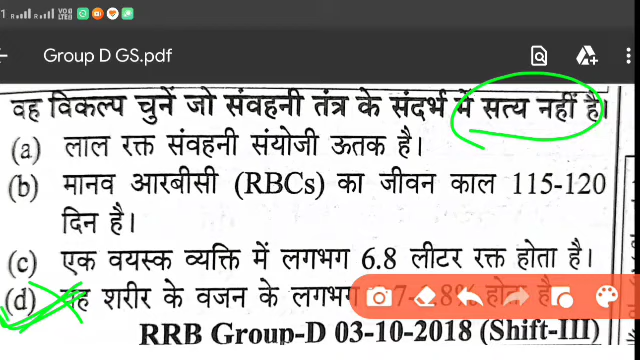 Group D GS.pdf
वह विकल्प चुनें जो संवहनी तंत्र के संदर्भ में सत्य नहीं है।
(a) लाल रक्त संवहनी संयोजी ऊतक है।
(b) मानव आरबीसी (RBCs) का जीवन काल 115-120
दिन है।
(c) एक वयस्क व्यक्ति में लगभग 6.8 लीटर रक्त होता है।
(d) यह शरीर के वजन के लगभग 8% होता है
RRB Group-D 03-10-2018 (Shift-III)